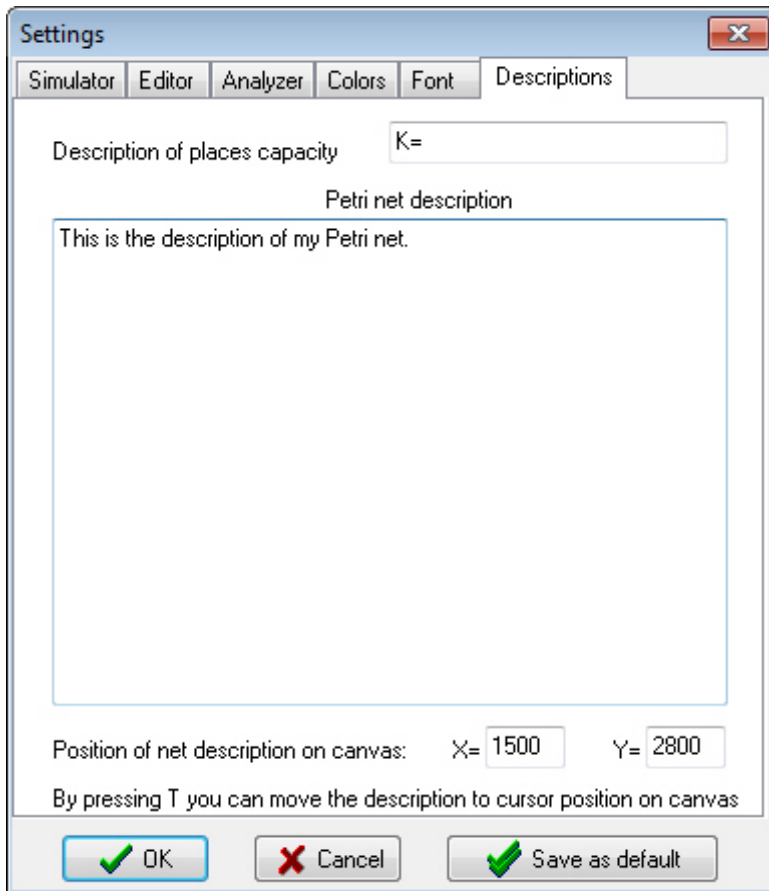 Settings
Simulator Editor Analyzer Colors Font Descriptions
Description of places capacity K=
Petri net description
This is the description of my Petri net.
Position of net description on canvas: X= 1500 Y= 2800
By pressing T you can move the description to cursor position on canvas
OK Cancel Save as default